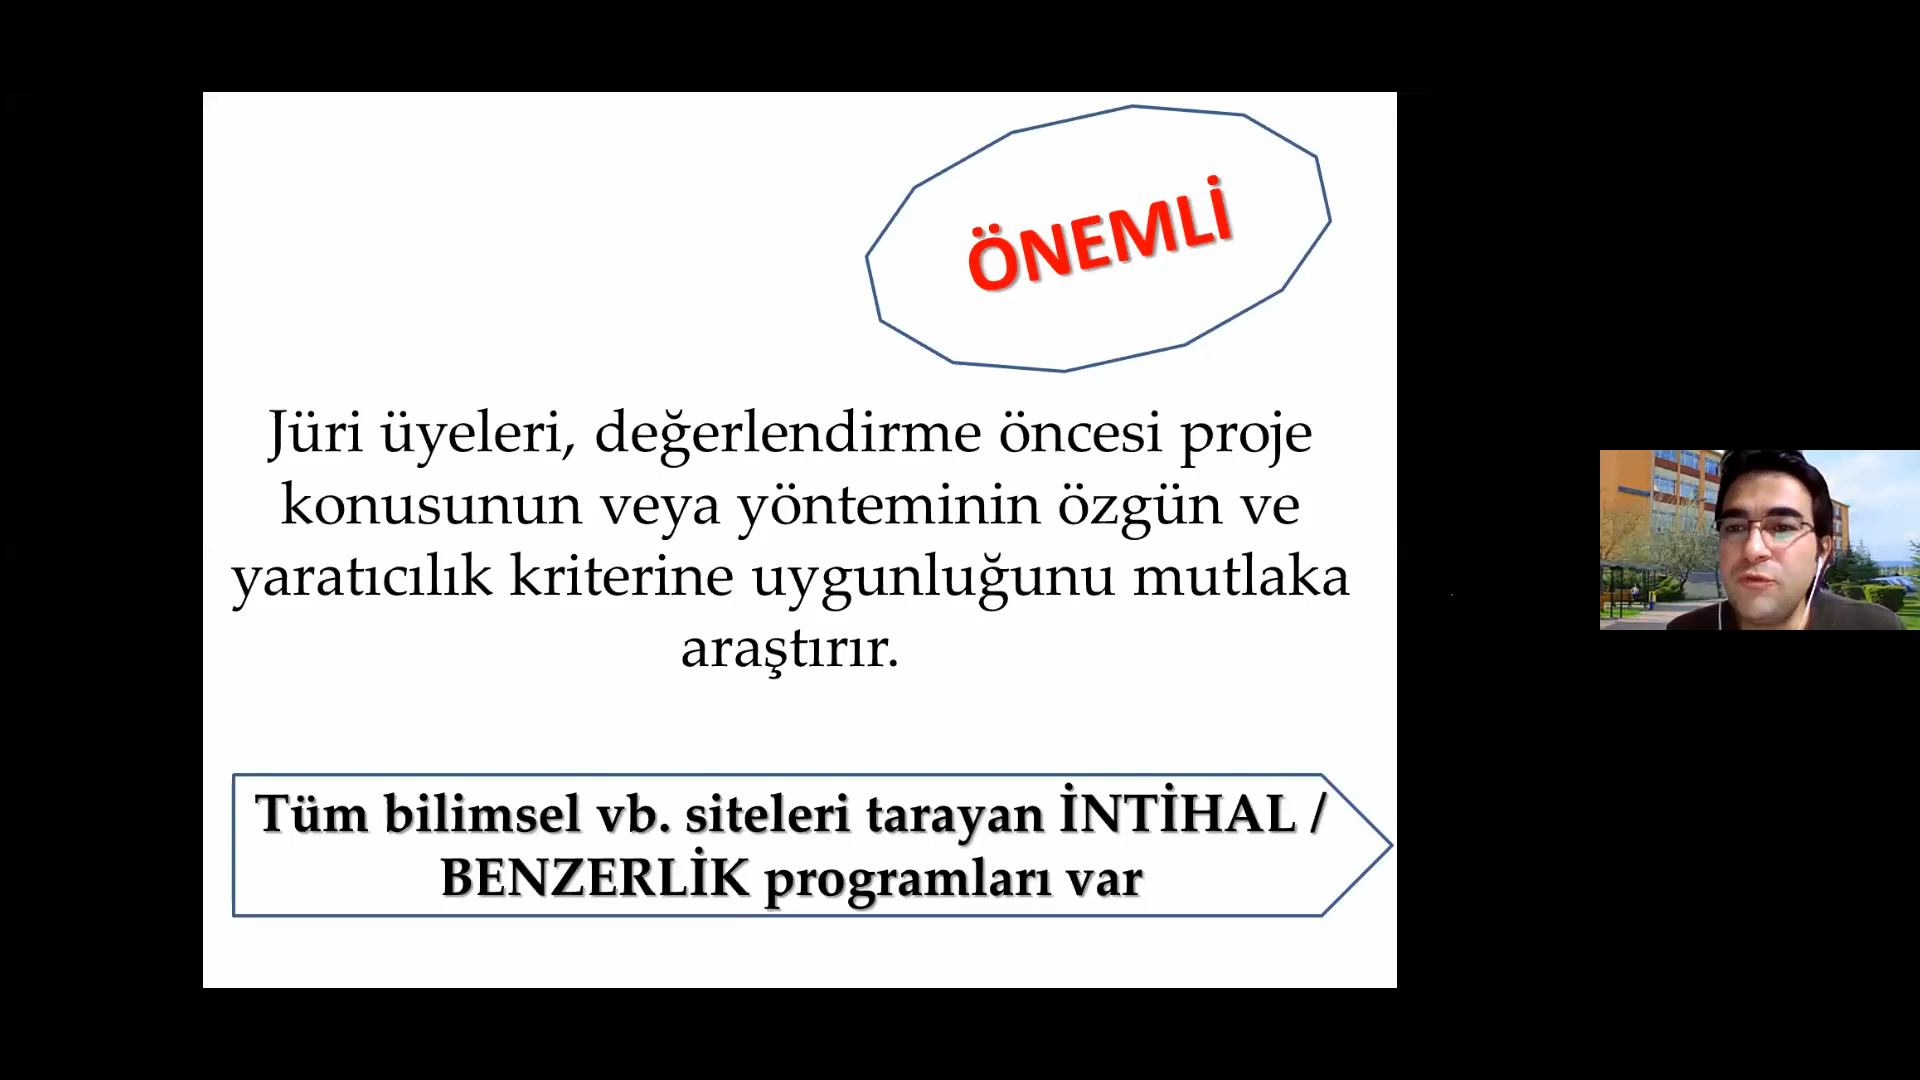 ÖNEMLİ
Jüri üyeleri, değerlendirme öncesi proje
konusunun veya yönteminin özgün ve
yaratıcılık kriterine uygunluğunu mutlaka
araştırır.
Tüm bilimsel vb. siteleri tarayan İNTİHAL /
BENZERLİK programları var